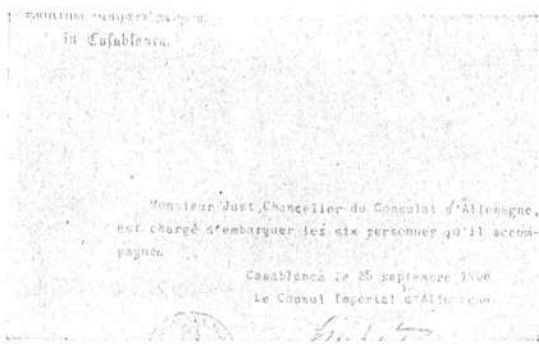 in Casablanca.
Monsieur Just, Chancelier du Consulat d'Allemagne,
est chargé d'embarquer les six personnes qu'il accom-
pagne.
Casablanca le 25 septembre
Le Consul Impérial d'Allemagne